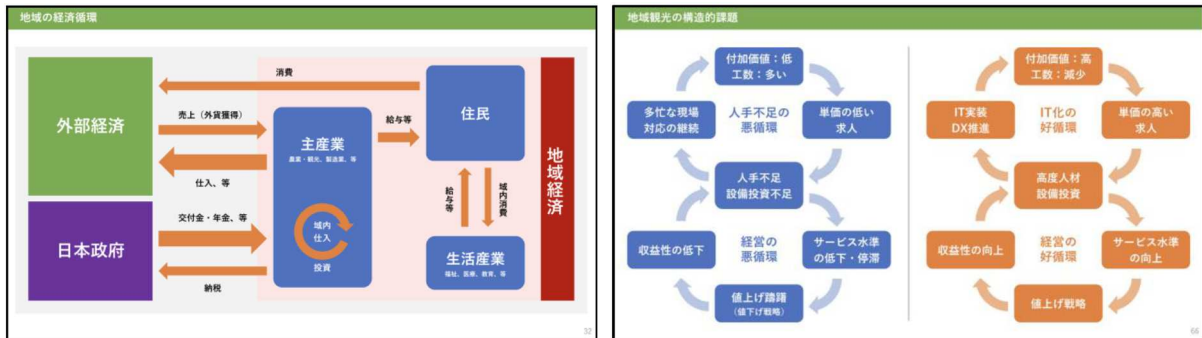 地域の経済循環
消費
外部経済
売上（外貨獲得）
仕入、等
日本政府
交付金・年金、等
納税
主産業
農業・観光、製造業、等
域内
仕入
投資
給与等
住民
給与等
域内消費
生活産業
福祉、医療、教育、等
地域経済
32
地域観光の構造的課題
付加価値：低
工数：多い
多忙な現場
対応の継続
人手不足の
悪循環
単価の低い
求人
人手不足
設備投資不足
収益性の低下
経営の
悪循環
サービス水準
の低下・停滞
値上げ躊躇
（値下げ戦略）
付加価値：高
工数：減少
IT実装
DX推進
IT化の
好循環
単価の高い
求人
高度人材
設備投資
収益性の向上
経営の
好循環
サービス水準
の向上
値上げ戦略
66